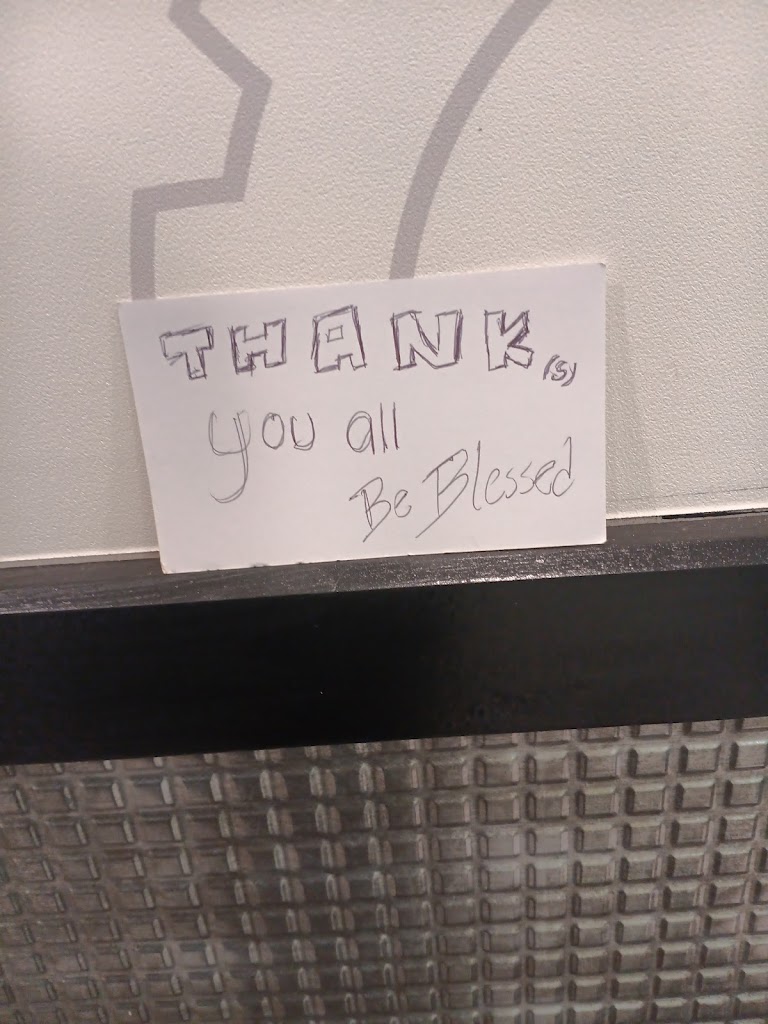 THANK(s)
you all
Be Blessed